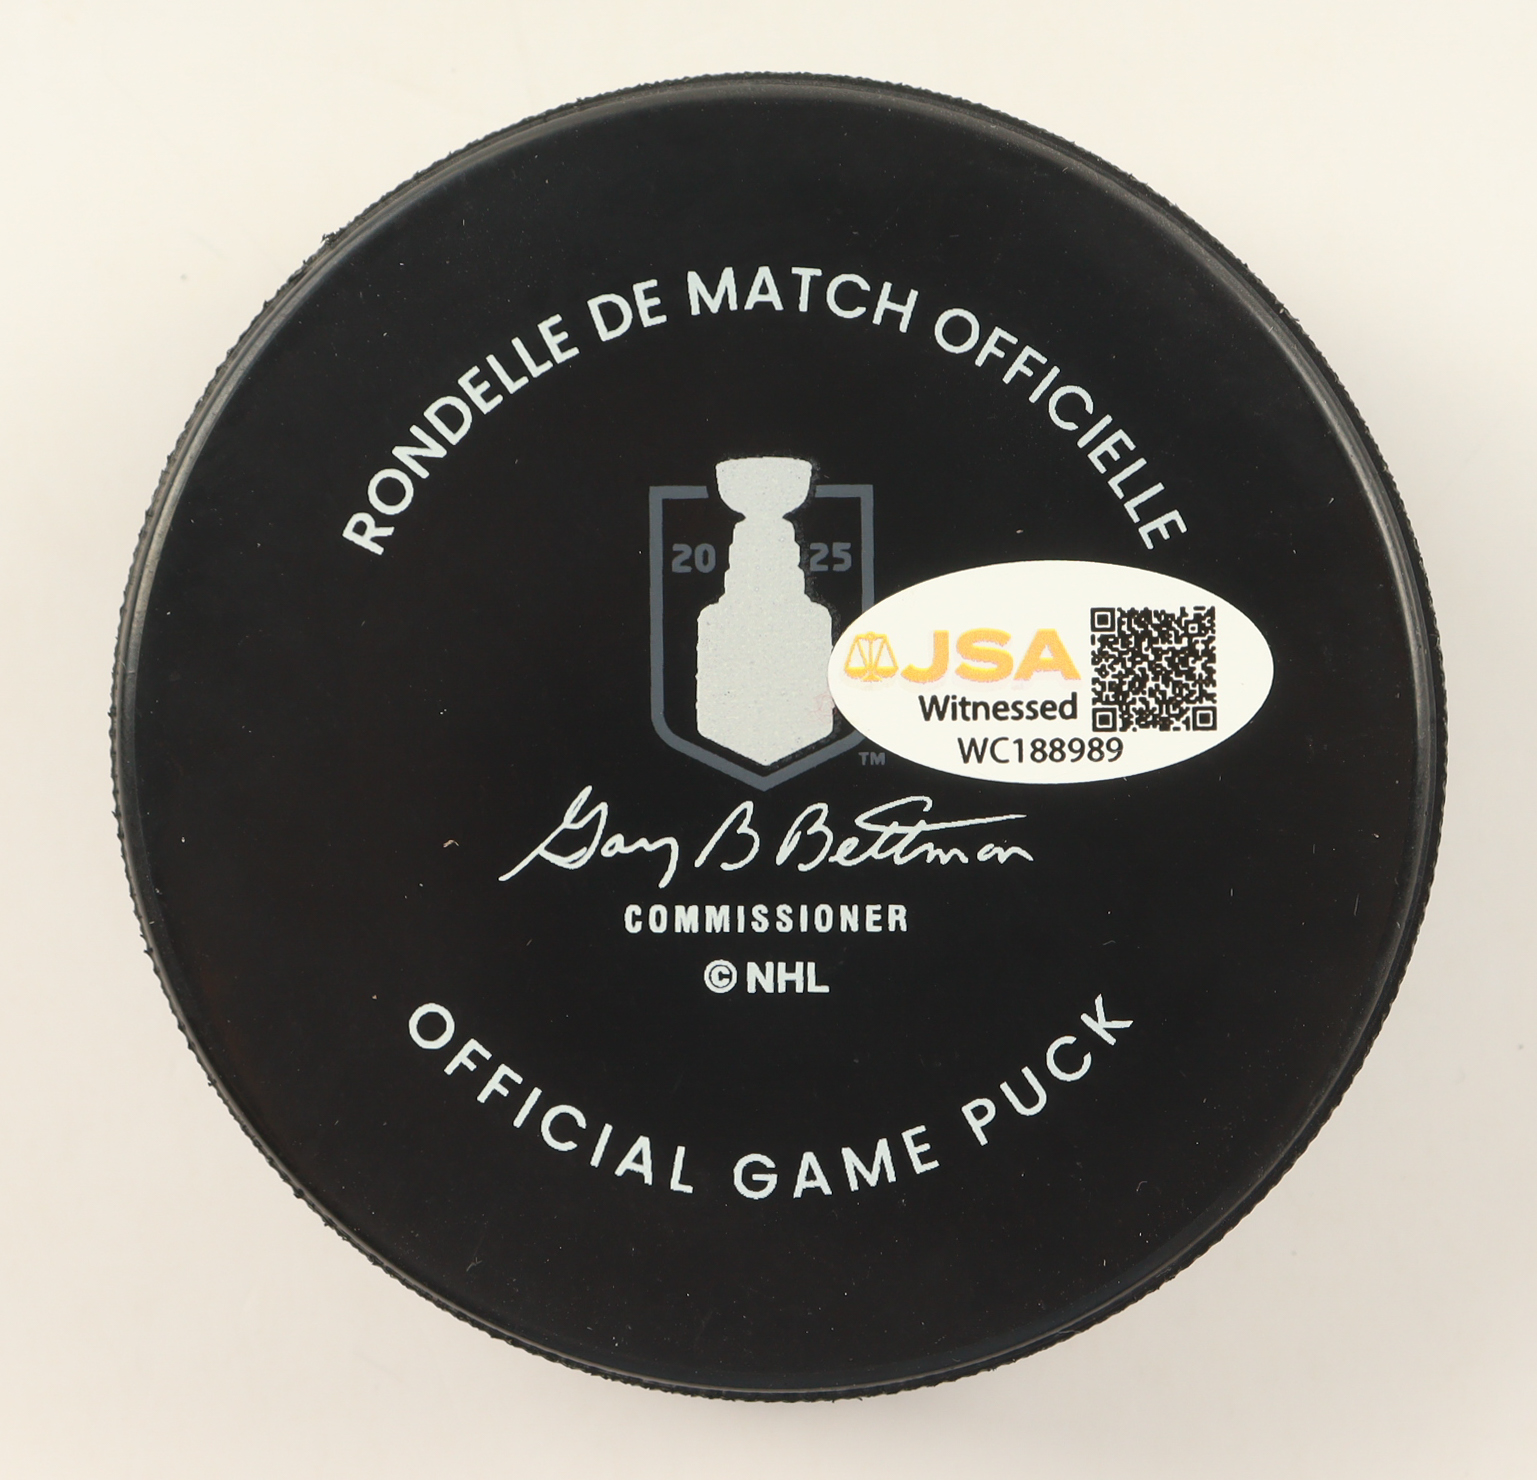 RONDELLE DE MATCH OFFICIELLE
20 25
TM
JSA
Witnessed
WC188989
Gary B Bettman
COMMISSIONER
© NHL
OFFICIAL GAME PUCK